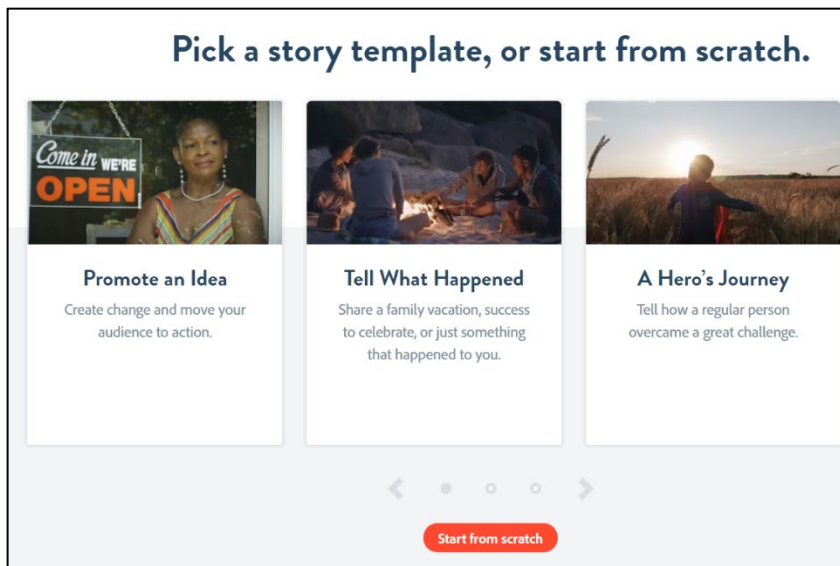 Pick a story template, or start from scratch.
Come in WE'RE
OPEN
Promote an Idea
Create change and move your
audience to action.
Tell What Happened
Share a family vacation, success
to celebrate, or just something
that happened to you.
A Hero's Journey
Tell how a regular person
overcame a great challenge.
Start from scratch